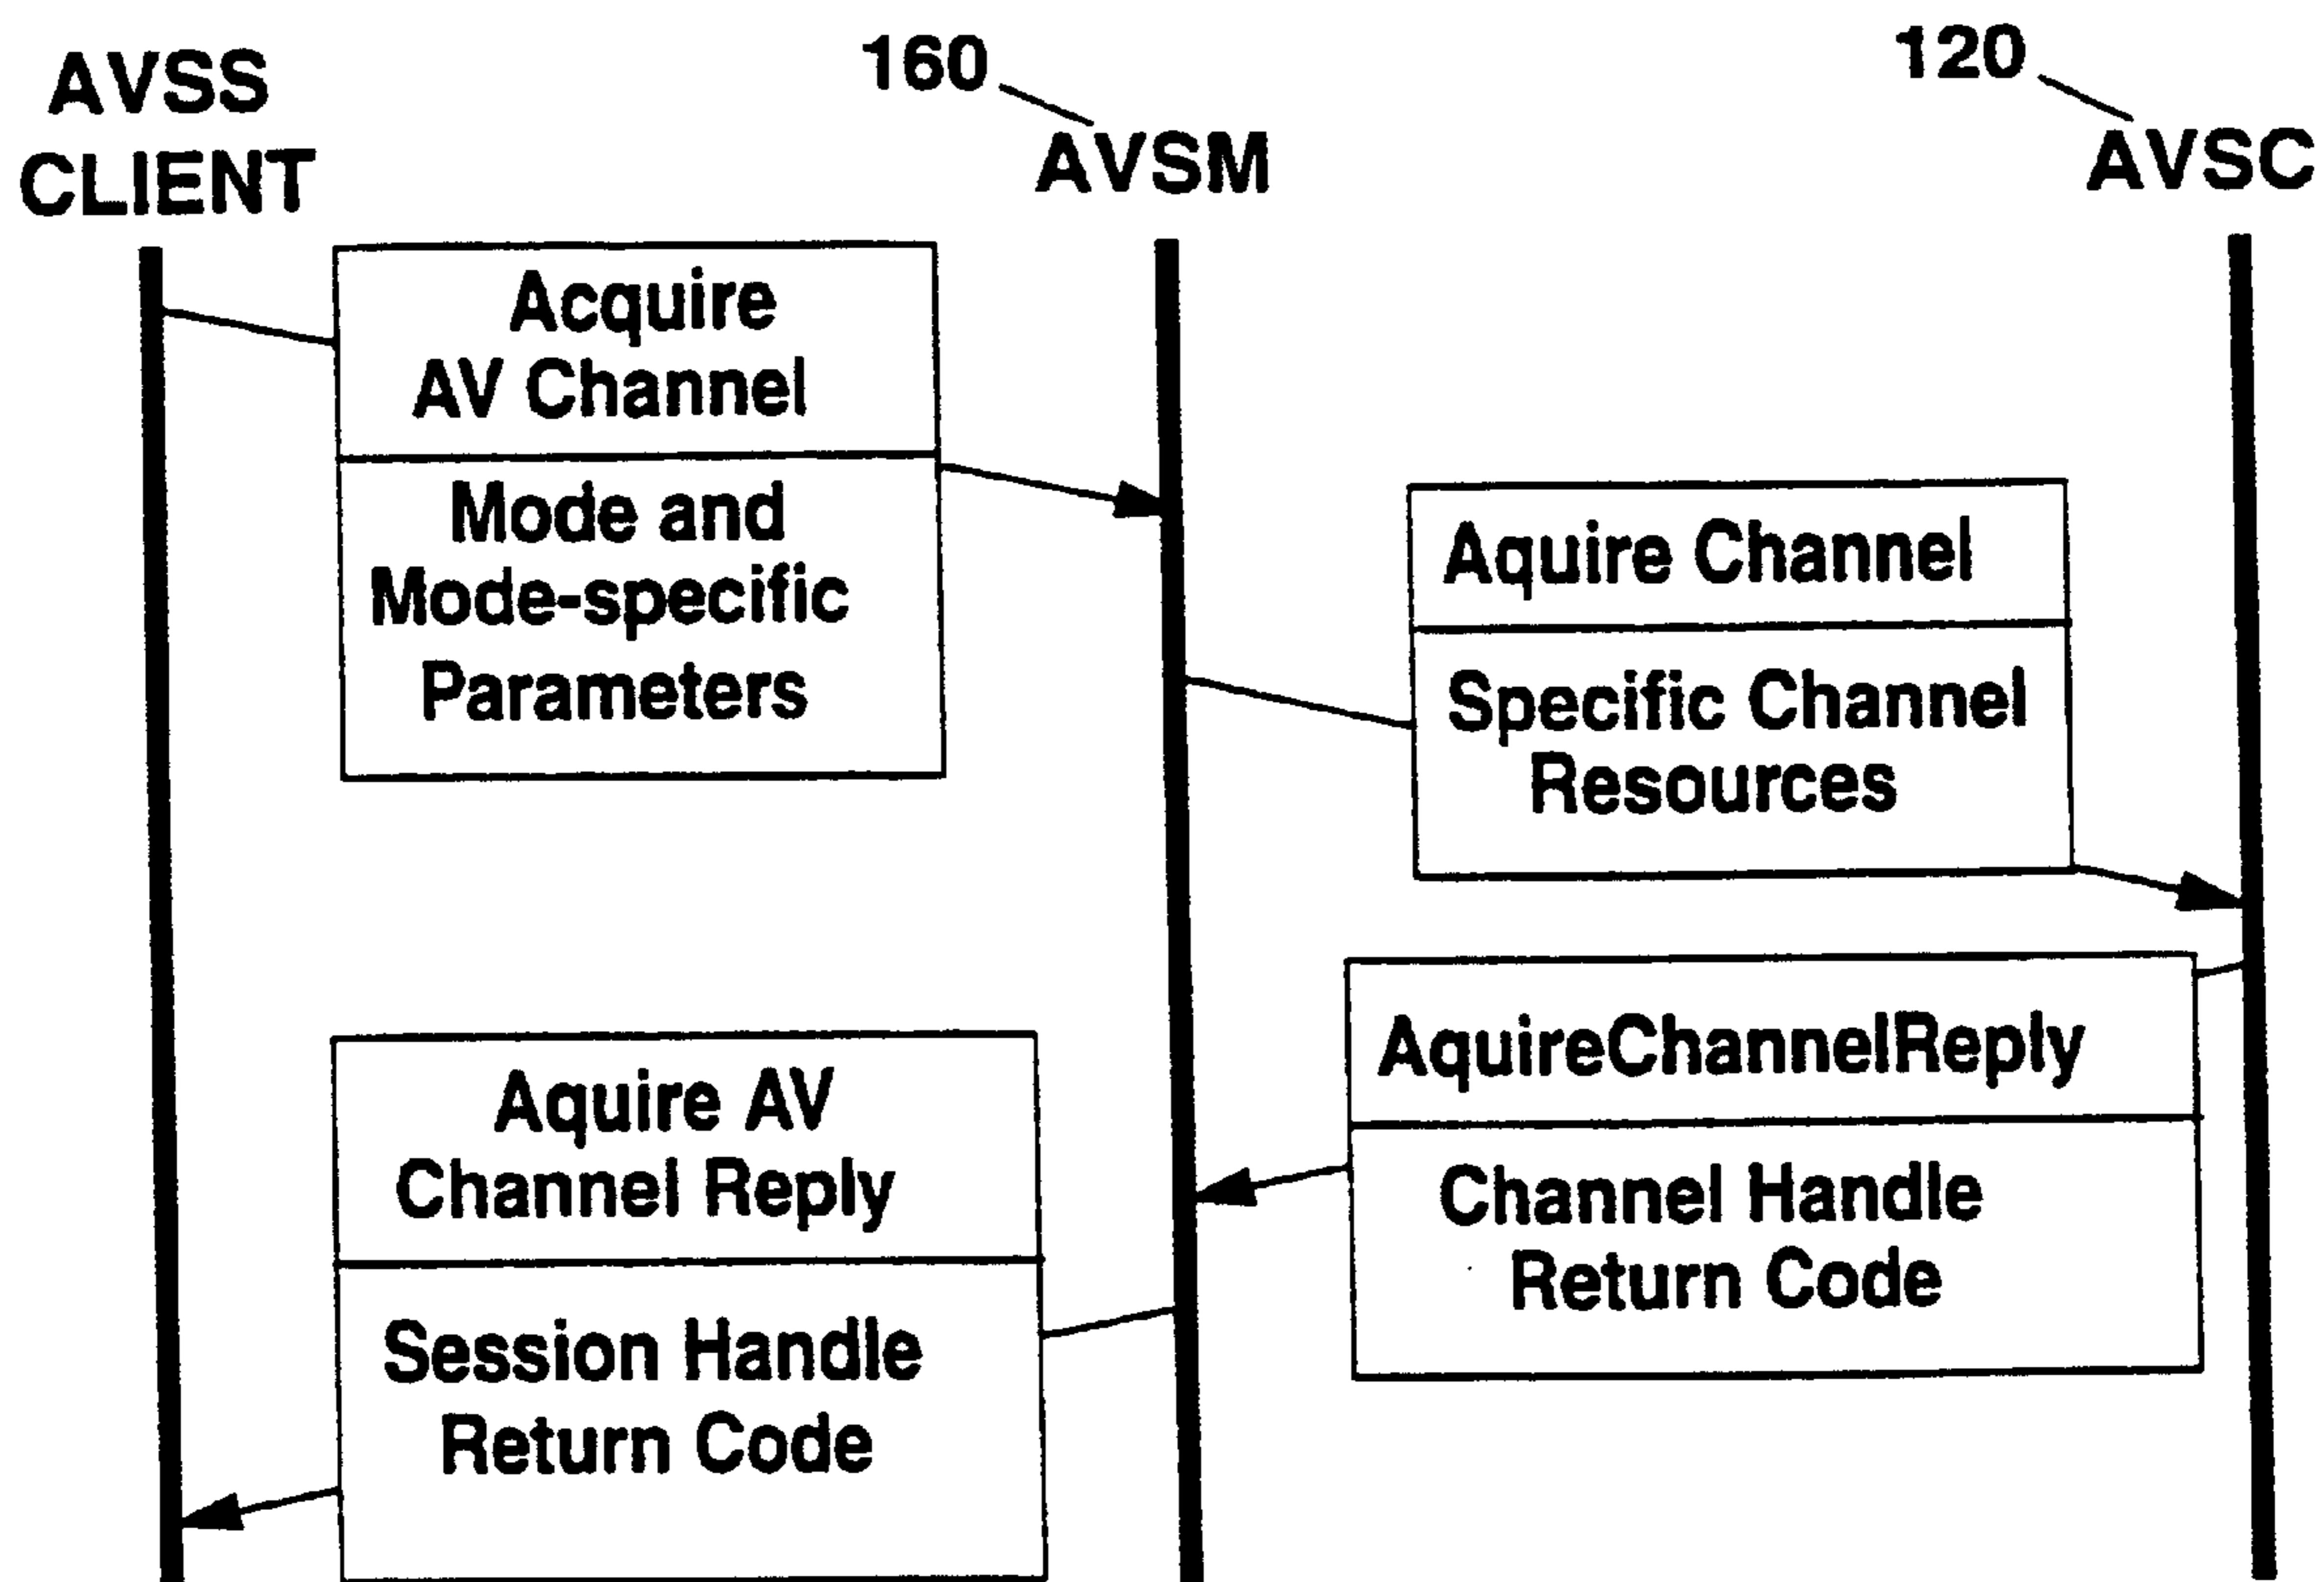 AVSS
CLIENT
160
AVSM
120
AVSC
Acquire
AV Channel
Mode and
Mode-specific
Parameters
Aquire Channel
Specific Channel
Resources
AquireChannelReply
Channel Handle
Return Code
Aquire AV
Channel Reply
Session Handle
Return Code